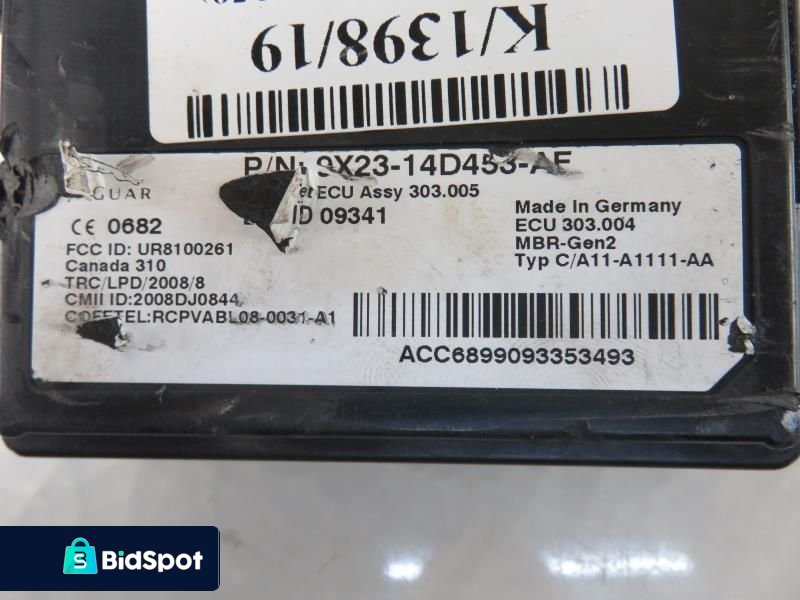 K/1398/19
P/N: 9X23-14D453-AE
ECU Assy 303.005
ID 09341
CE 0682
FCC ID: UR8100261
Canada 310
TRC/LPD/2008/8
CMII ID:2008DJ0844
COFETEL:RCPVABL08-0031-A1
Made In Germany
ECU 303.004
MBR-Gen2
Typ C/A11-A1111-AA
ACC6899093353493
BidSpot